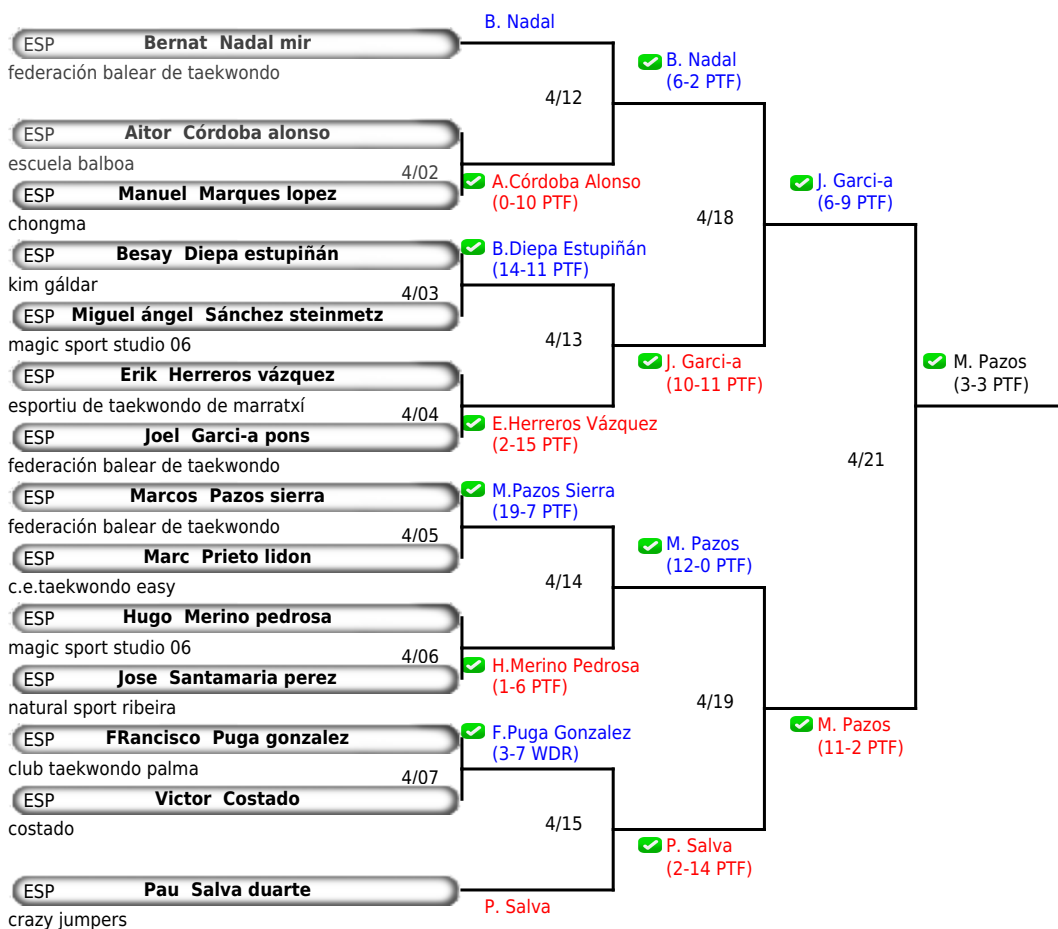 B. Nadal
ESP Bernat Nadal mir
federación balear de taekwondo
B. Nadal
(6-2 PTF)
4/12
ESP Aitor Córdoba alonso
escuela balboa
4/02
A.Córdoba Alonso
(0-10 PTF)
ESP Manuel Marques lopez
chongma
J. Garci-a
(6-9 PTF)
4/18
ESP Besay Diepa estupiñán
kim gáldar
B.Diepa Estupiñán
(14-11 PTF)
4/03
ESP Miguel ángel Sánchez steinmetz
magic sport studio 06
4/13
J. Garci-a
(10-11 PTF)
M. Pazos
(3-3 PTF)
ESP Erik Herreros vázquez
esportiu de taekwondo de marratxí
4/04
E.Herreros Vázquez
(2-15 PTF)
ESP Joel Garci-a pons
federación balear de taekwondo
4/21
ESP Marcos Pazos sierra
federación balear de taekwondo
M.Pazos Sierra
(19-7 PTF)
4/05
ESP Marc Prieto lidon
c.e.taekwondo easy
M. Pazos
(12-0 PTF)
4/14
ESP Hugo Merino pedrosa
magic sport studio 06
4/06
H.Merino Pedrosa
(1-6 PTF)
ESP Jose Santamaria perez
natural sport ribeira
4/19
M. Pazos
(11-2 PTF)
ESP FRancisco Puga gonzalez
club taekwondo palma
F.Puga Gonzalez
(3-7 WDR)
4/07
ESP Victor Costado
costado
4/15
P. Salva
(2-14 PTF)
ESP Pau Salva duarte
crazy jumpers
P. Salva